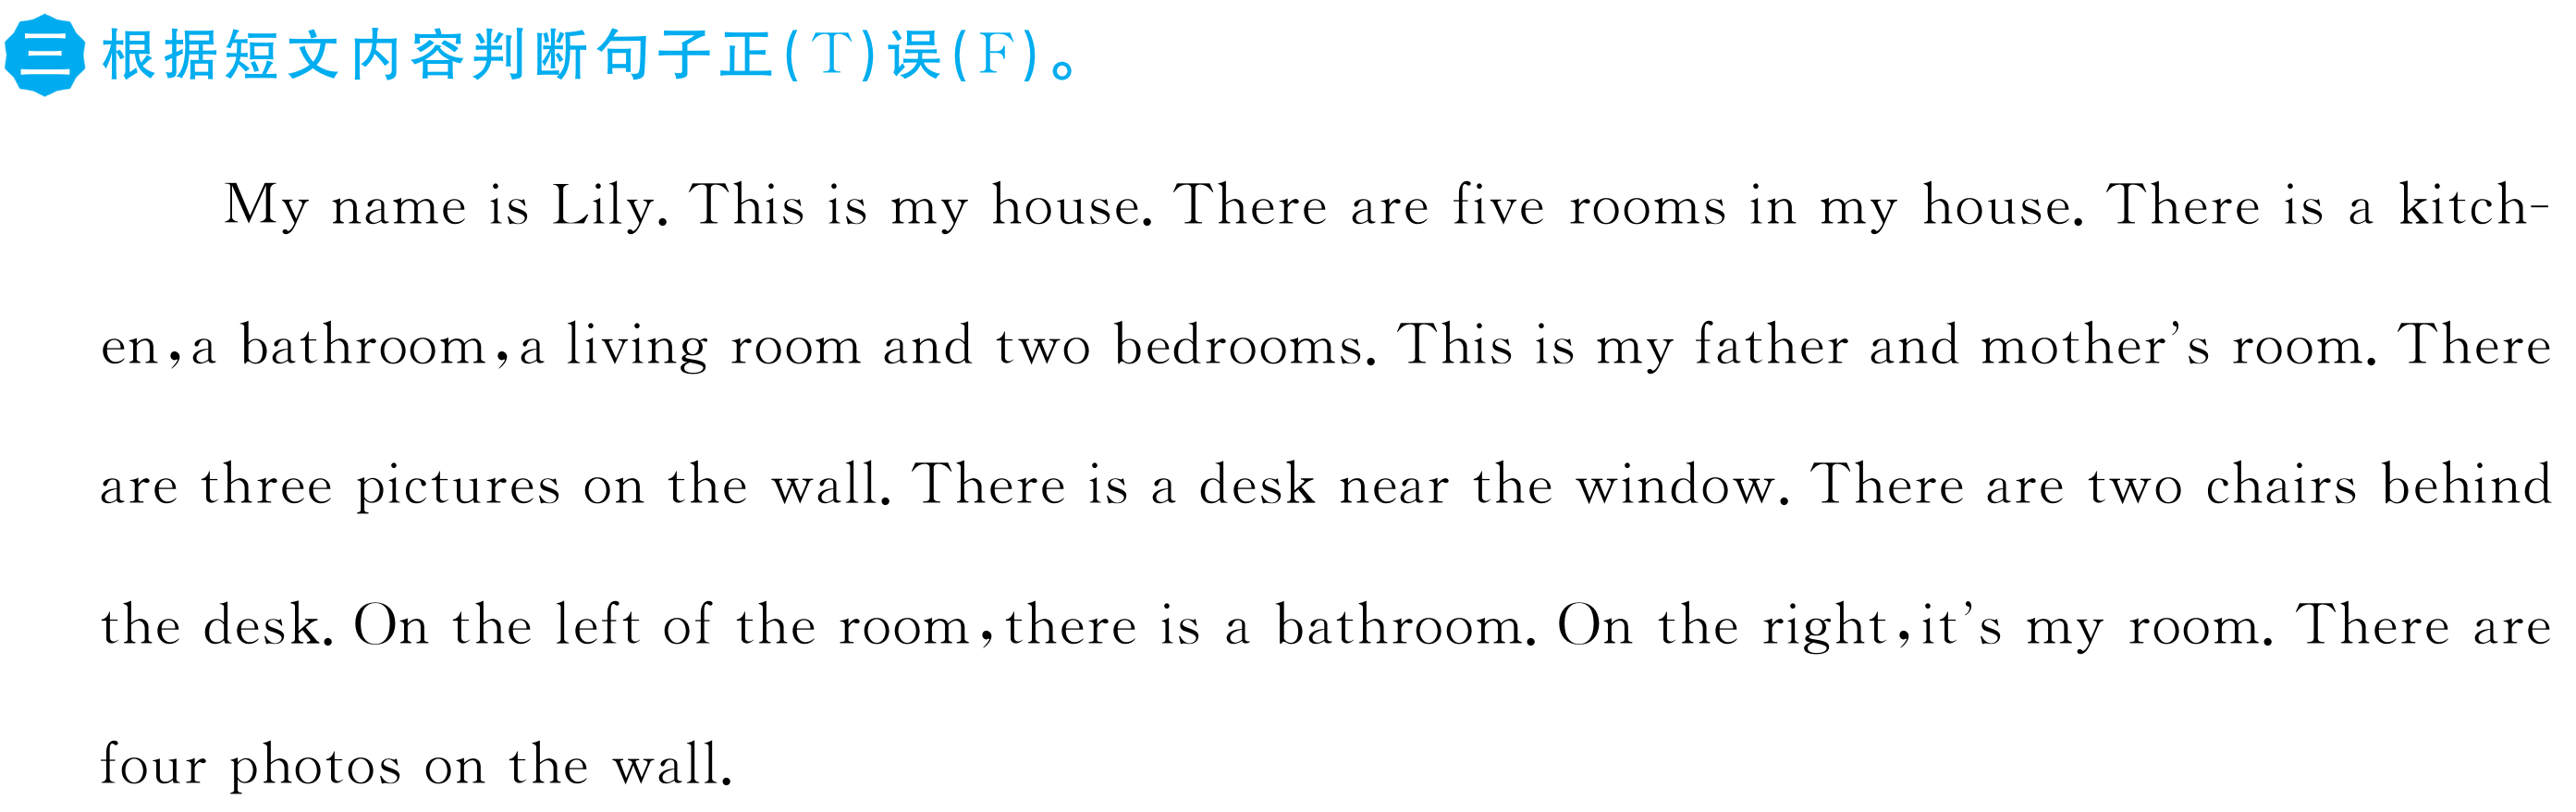 三 根据短文内容判断句子正(T)误(F)。
My name is Lily. This is my house. There are five rooms in my house. There is a kitch-
en,a bathroom,a living room and two bedrooms. This is my father and mother’s room. There
are three pictures on the wall. There is a desk near the window. There are two chairs behind
the desk. On the left of the room,there is a bathroom. On the right,it’s my room. There are
four photos on the wall.